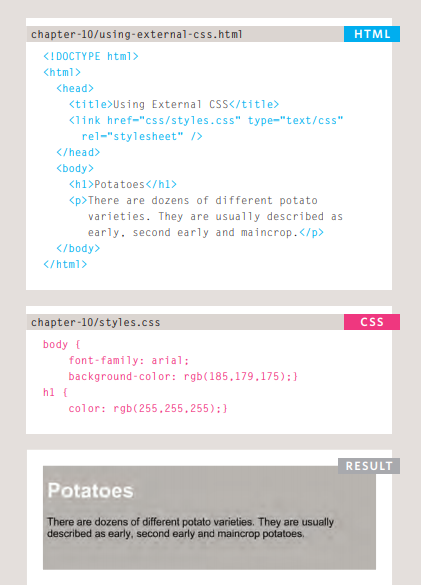 chapter-10/using-external-css.html HTML
<!DOCTYPE html>
<html>
<head>
<title>Using External CSS</title>
<link href="css/styles.css" type="text/css"
rel="stylesheet" />
</head>
<body>
<h1>Potatoes</h1>
<p>There are dozens of different potato
varieties. They are usually described as
early, second early and maincrop.</p>
</body>
</html>
chapter-10/styles.css CSS
body {
font-family: arial;
background-color: rgb(185,179,175);}
h1 {
color: rgb(255,255,255);}
RESULT
Potatoes
There are dozens of different potato varieties. They are usually
described as early, second early and maincrop potatoes.